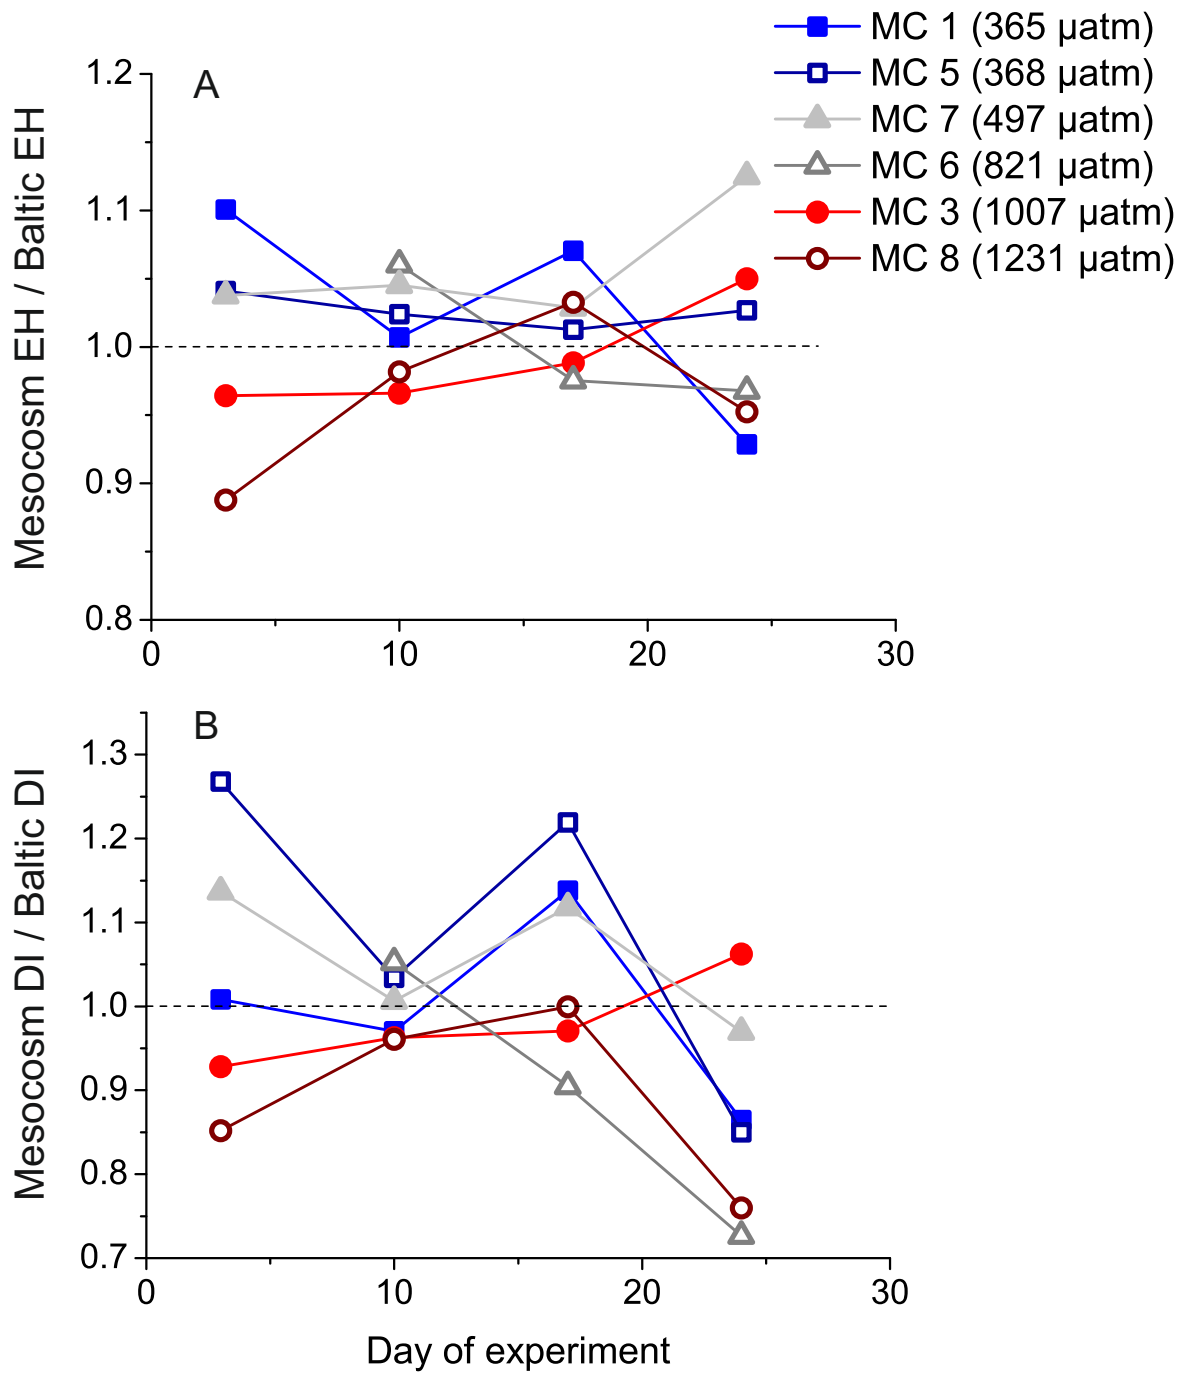 MC 1 (365 µatm)
MC 5 (368 µatm)
MC 7 (497 µatm)
MC 6 (821 µatm)
MC 3 (1007 µatm)
MC 8 (1231 µatm)
A
Mesocosm EH / Baltic EH
1.2
1.1
1.0
0.9
0.8
0
10
20
30
B
Mesocosm DI / Baltic DI
1.3
1.2
1.1
1.0
0.9
0.8
0.7
0
10
20
30
Day of experiment